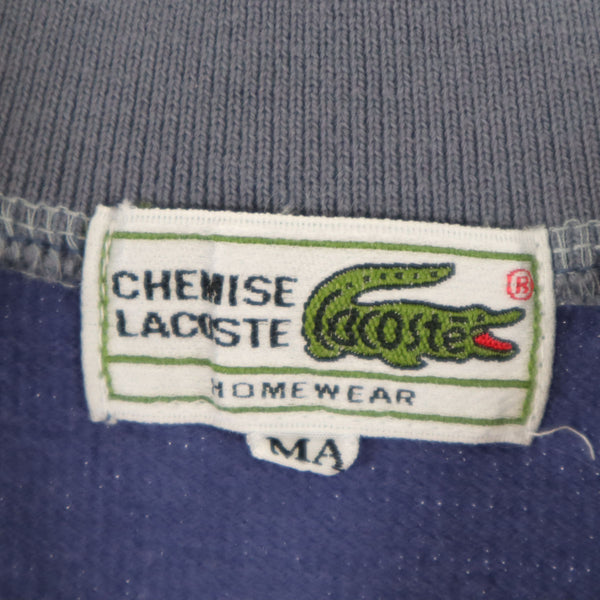 CHEMISE
LACOSTE
Lacoste
®
HOMEWEAR
MA